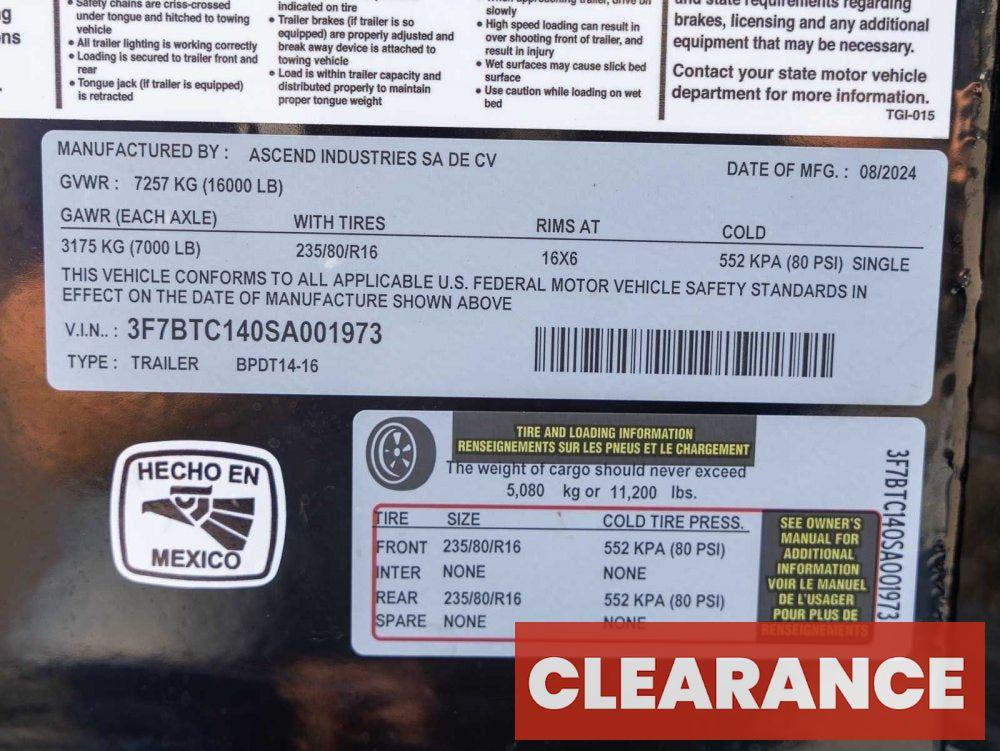 ons
Safety chains are criss-crossed
under tongue and hitched to towing
vehicle
• All trailer lighting is working correctly
• Loading is secured to trailer front and
rear
• Tongue jack (if trailer is equipped)
is retracted
indicated on tire
• Trailer brakes (if trailer is so
equipped) are properly adjusted and
break away device is attached to
towing vehicle
• Load is within trailer capacity and
distributed properly to maintain
proper tongue weight
slowly
• High speed loading can result in
over shooting front of trailer, and
result in injury
• Wet surfaces may cause slick bed
surface
• Use caution while loading on wet
bed
and state requirements regarding
brakes, licensing and any additional
equipment that may be necessary.
Contact your state motor vehicle
department for more information.
TGI-015
MANUFACTURED BY : ASCEND INDUSTRIES SA DE CV
DATE OF MFG. : 08/2024
GVWR : 7257 KG (16000 LB)
GAWR (EACH AXLE) WITH TIRES RIMS AT COLD
3175 KG (7000 LB) 235/80/R16 16X6 552 KPA (80 PSI) SINGLE
THIS VEHICLE CONFORMS TO ALL APPLICABLE U.S. FEDERAL MOTOR VEHICLE SAFETY STANDARDS IN
EFFECT ON THE DATE OF MANUFACTURE SHOWN ABOVE
V.I.N.. : 3F7BTC140SA001973
TYPE : TRAILER BPDT14-16
HECHO EN
MEXICO
TIRE AND LOADING INFORMATION
RENSEIGNEMENTS SUR LES PNEUS ET LE CHARGEMENT
The weight of cargo should never exceed
5,080 kg or 11,200 lbs.
TIRE SIZE COLD TIRE PRESS.
FRONT 235/80/R16 552 KPA (80 PSI)
INTER NONE NONE
REAR 235/80/R16 552 KPA (80 PSI)
SPARE NONE NONE
SEE OWNER'S
MANUAL FOR
ADDITIONAL
INFORMATION
VOIR LE MANUEL
DE L'USAGER
POUR PLUS DE
RENSEIGNEMENTS
3F7BTC140SA001973
CLEARANCE